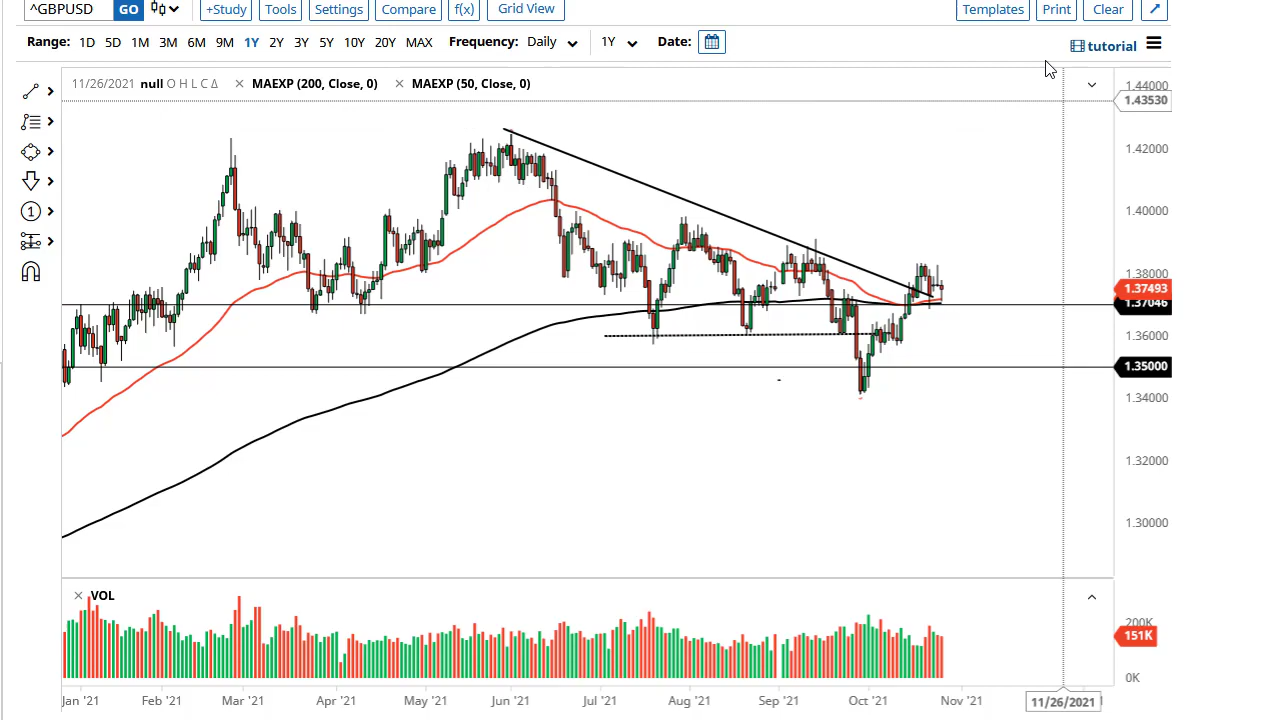 ^GBPUSD GO +Study Tools Settings Compare f(x) Grid View Templates Print Clear
Range: 1D 5D 1M 3M 6M 9M 1Y 2Y 3Y 5Y 10Y 20Y MAX Frequency: Daily 1Y Date: tutorial
11/26/2021 null O H L C Δ × MAEXP (200, Close, 0) × MAEXP (50, Close, 0)
1.44000
1.43530
1.42000
1.40000
1.38000
1.37493
1.37046
1.36000
1.35000
1.34000
1.32000
1.30000
1
× VOL
200K
151K
0K
Jan '21 Feb '21 Mar '21 Apr '21 May '21 Jun '21 Jul '21 Aug '21 Sep '21 Oct '21 Nov '21 11/26/2021